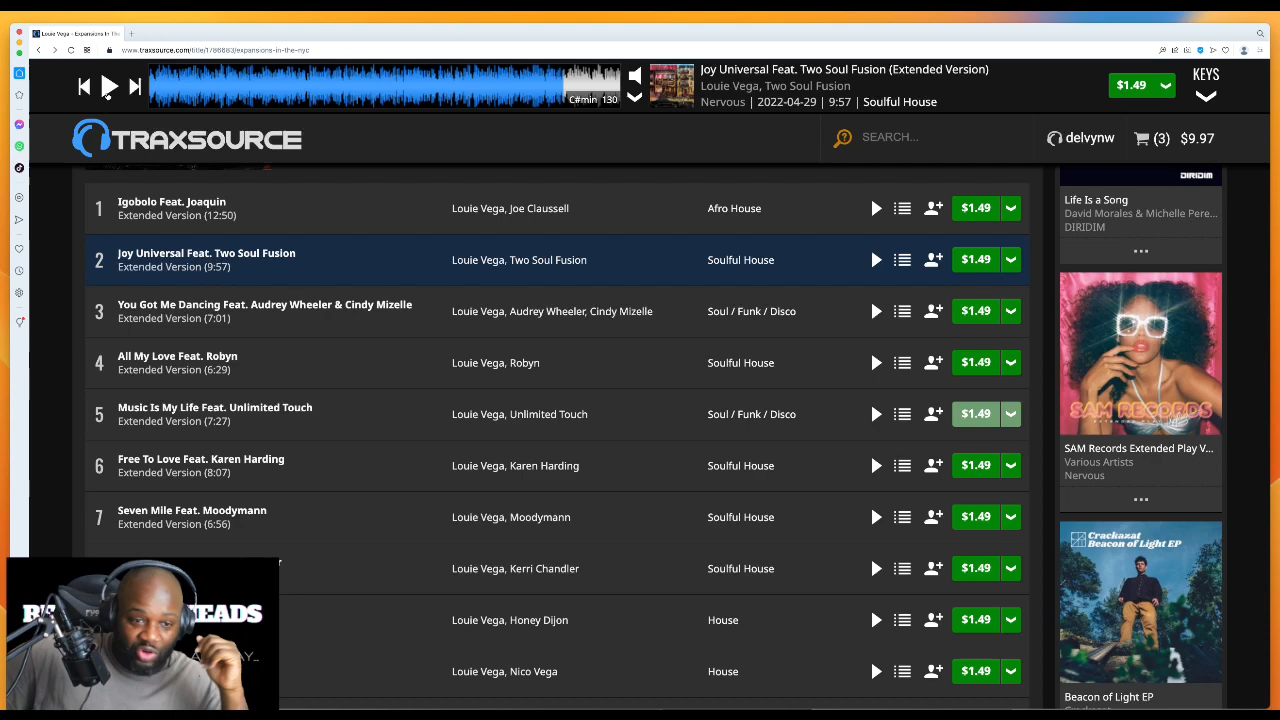 Louie Vega - Expansions In The
www.traxsource.com/title/1786683/expansions-in-the-nyc
C#min 130
Joy Universal Feat. Two Soul Fusion (Extended Version)
Louie Vega, Two Soul Fusion
Nervous | 2022-04-29 | 9:57 | Soulful House
$1.49
KEYS
TRAXSOURCE
SEARCH...
delvynw
(3) $9.97
1 Igobolo Feat. Joaquin
Extended Version (12:50)
Louie Vega, Joe Claussell
Afro House
$1.49
2 Joy Universal Feat. Two Soul Fusion
Extended Version (9:57)
Louie Vega, Two Soul Fusion
Soulful House
$1.49
3 You Got Me Dancing Feat. Audrey Wheeler & Cindy Mizelle
Extended Version (7:01)
Louie Vega, Audrey Wheeler, Cindy Mizelle
Soul / Funk / Disco
$1.49
4 All My Love Feat. Robyn
Extended Version (6:29)
Louie Vega, Robyn
Soulful House
$1.49
5 Music Is My Life Feat. Unlimited Touch
Extended Version (7:27)
Louie Vega, Unlimited Touch
Soul / Funk / Disco
$1.49
6 Free To Love Feat. Karen Harding
Extended Version (8:07)
Louie Vega, Karen Harding
Soulful House
$1.49
7 Seven Mile Feat. Moodymann
Extended Version (6:56)
Louie Vega, Moodymann
Soulful House
$1.49
Louie Vega, Kerri Chandler
Soulful House
$1.49
Louie Vega, Honey Dijon
House
$1.49
Louie Vega, Nico Vega
House
$1.49
DIRIDIM
Life Is a Song
David Morales & Michelle Pere...
DIRIDIM
SAM RECORDS
SAM Records Extended Play V...
Various Artists
Nervous
Crackazat
Beacon of Light EP
Beacon of Light EP